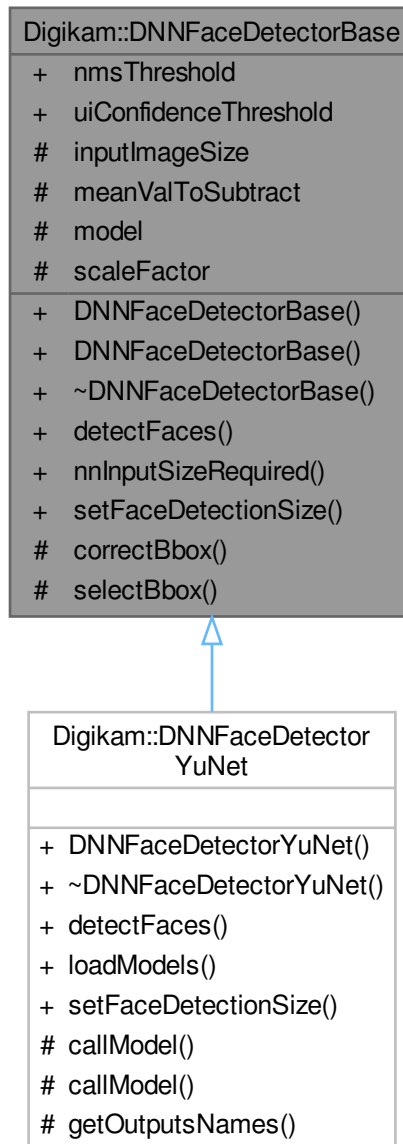 Digikam::DNNFaceDetectorBase
+ nmsThreshold
+ uiConfidenceThreshold
# inputImageSize
# meanValToSubtract
# model
# scaleFactor
+ DNNFaceDetectorBase()
+ DNNFaceDetectorBase()
+ ~DNNFaceDetectorBase()
+ detectFaces()
+ nnInputSizeRequired()
+ setFaceDetectionSize()
# correctBbox()
# selectBbox()
Digikam::DNNFaceDetector
YuNet
+ DNNFaceDetectorYuNet()
+ ~DNNFaceDetectorYuNet()
+ detectFaces()
+ loadModels()
+ setFaceDetectionSize()
# callModel()
# callModel()
# getOutputsNames()